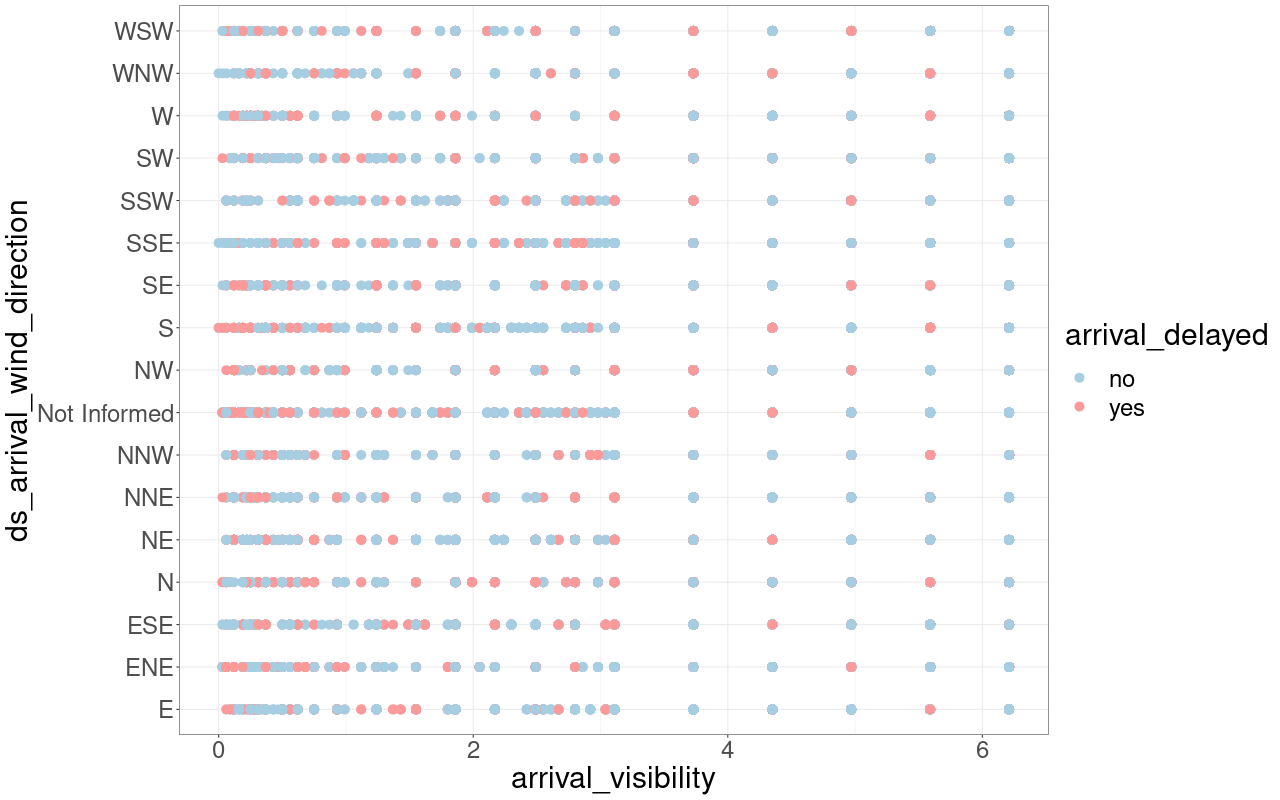 ds_arrival_wind_direction
WSW
WNW
W
SW
SSW
SSE
SE
S
NW
Not Informed
NNW
NNE
NE
N
ESE
ENE
E
0 2 4 6
arrival_visibility
arrival_delayed
no
yes